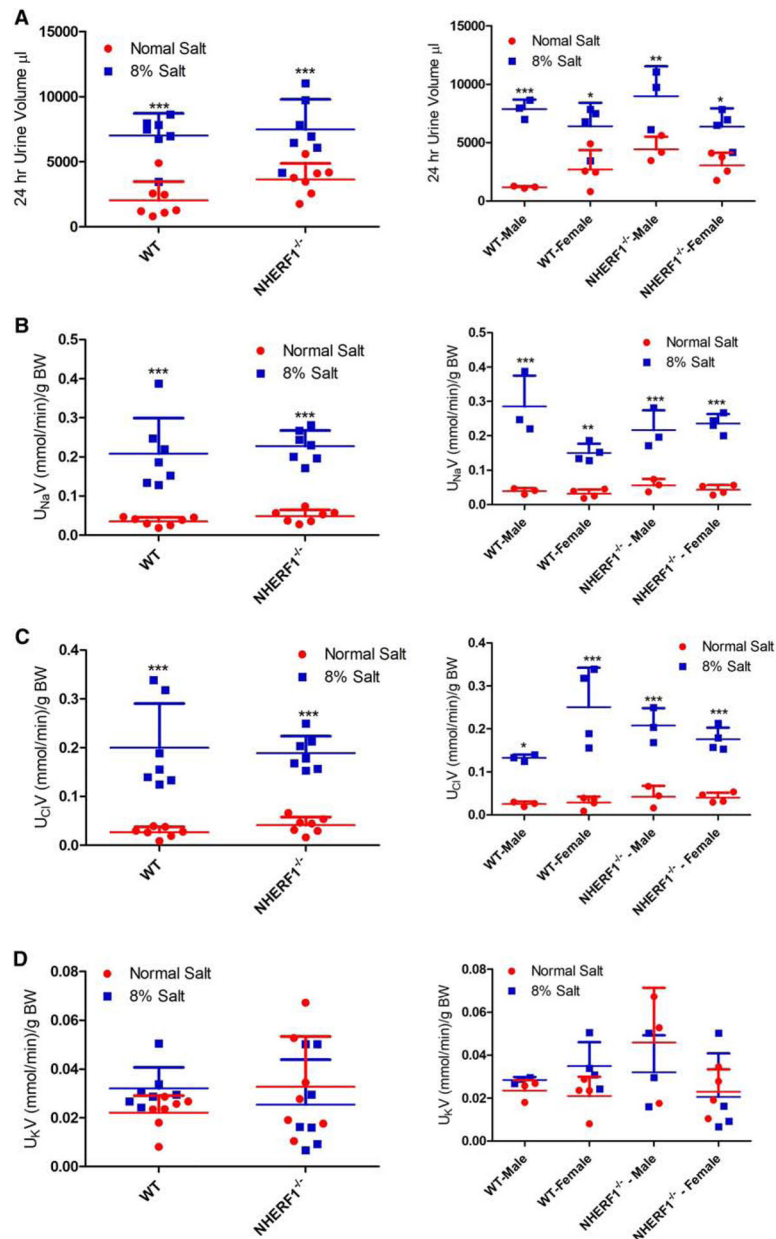 A
24 hr Urine Volume µl
15000
10000
5000
0
Nomal Salt
8% Salt
***
***
WT
NHERF1-/-
24 hr Urine Volume µl
15000
10000
5000
0
Nomal Salt
8% Salt
***
*
**
*
WT-Male
WT-Female
NHERF1-/--Male
NHERF1-/--Female
B
UNaV (mmol/min)/g BW
0.5
0.4
0.3
0.2
0.1
0.0
Normal Salt
8% Salt
***
***
WT
NHERF1-/-
UNaV (mmol/min)/g BW
0.5
0.4
0.3
0.2
0.1
0.0
Normal Salt
8% Salt
***
**
***
***
WT-Male
WT-Female
NHERF1-/- - Male
NHERF1-/- - Female
C
UClV (mmol/min)/g BW
0.4
0.3
0.2
0.1
0.0
Normal Salt
8% Salt
***
***
WT
NHERF1-/-
UClV (mmol/min)/g BW
0.4
0.3
0.2
0.1
0.0
Normal Salt
8% Salt
*
***
***
***
WT-Male
WT-Female
NHERF1-/- - Male
NHERF1-/- - Female
D
UKV (mmol/min)/g BW
0.08
0.06
0.04
0.02
0.00
Normal Salt
8% Salt
WT
NHERF1-/-
UKV (mmol/min)/g BW
0.08
0.06
0.04
0.02
0.00
Normal Salt
8% Salt
WT-Male
WT-Female
NHERF1-/- - Male
NHERF1-/- - Female